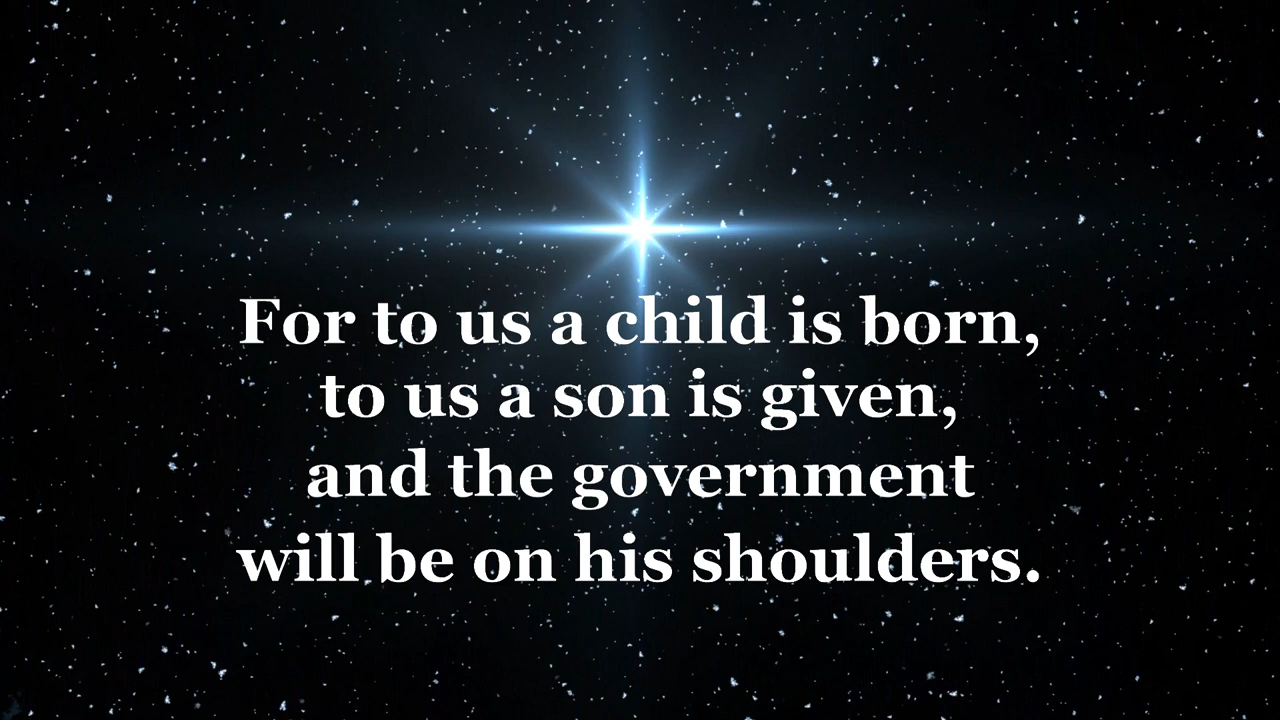 For to us a child is born,
to us a son is given,
and the government
will be on his shoulders.